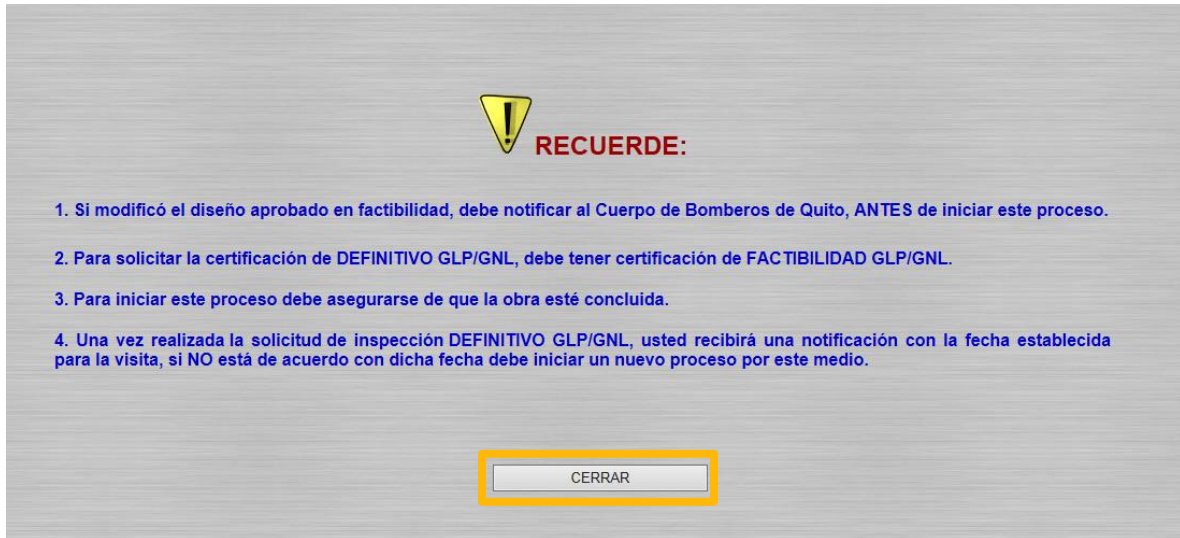 RECUERDE:
1. Si modificó el diseño aprobado en factibilidad, debe notificar al Cuerpo de Bomberos de Quito, ANTES de iniciar este proceso.
2. Para solicitar la certificación de DEFINITIVO GLP/GNL, debe tener certificación de FACTIBILIDAD GLP/GNL.
3. Para iniciar este proceso debe asegurarse de que la obra esté concluida.
4. Una vez realizada la solicitud de inspección DEFINITIVO GLP/GNL, usted recibirá una notificación con la fecha establecida
para la visita, si NO está de acuerdo con dicha fecha debe iniciar un nuevo proceso por este medio.
CERRAR